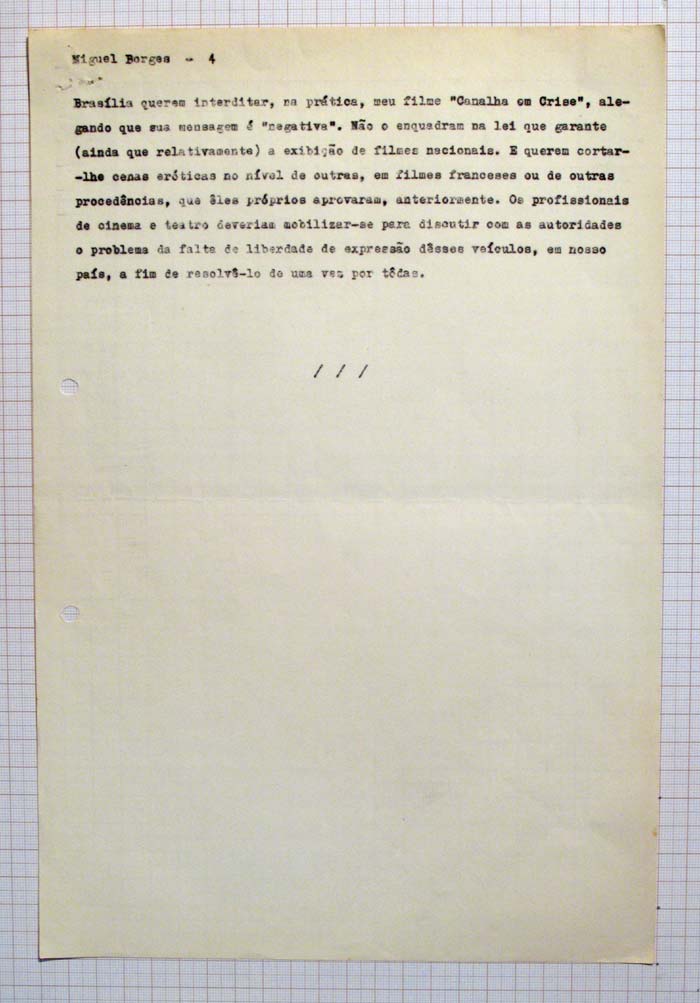 Miguel Borges - 4
Brasília querem interditar, na prática, meu filme "Canalha em Crise", ale-
gando que sua mensagem é "negativa". Não o enquadram na lei que garante
(ainda que relativamente) a exibição de filmes nacionais. E querem cortar-
-lhe cenas eróticas no nível de outras, em filmes franceses ou de outras
procedências, que êles próprios aprovaram, anteriormente. Os profissionais
de cinema e teatro deveriam mobilizar-se para discutir com as autoridades
o problema da falta de liberdade de expressão dêsses veículos, em nosso
país, a fim de resolvê-lo de uma vez por tôdas.
/ / /